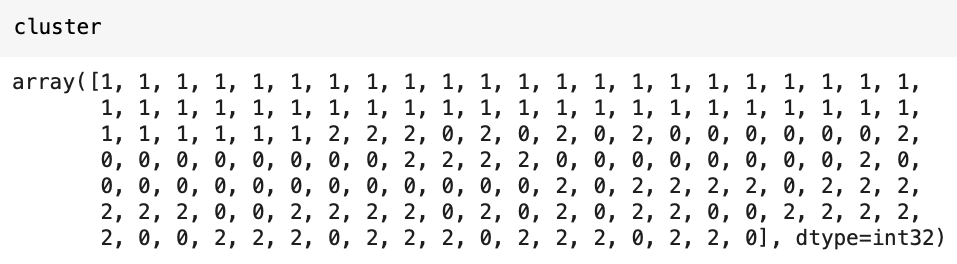 cluster
array([1, 1, 1, 1, 1, 1, 1, 1, 1, 1, 1, 1, 1, 1, 1, 1, 1, 1, 1, 1, 1, 1,
1, 1, 1, 1, 1, 1, 1, 1, 1, 1, 1, 1, 1, 1, 1, 1, 1, 1, 1, 1, 1, 1,
1, 1, 1, 1, 1, 1, 2, 2, 2, 0, 2, 0, 2, 0, 2, 0, 0, 0, 0, 0, 0, 2,
0, 0, 0, 0, 0, 0, 0, 0, 2, 2, 2, 2, 0, 0, 0, 0, 0, 0, 0, 0, 2, 0,
0, 0, 0, 0, 0, 0, 0, 0, 0, 0, 0, 0, 2, 0, 2, 2, 2, 2, 0, 2, 2, 2,
2, 2, 2, 0, 0, 2, 2, 2, 2, 0, 2, 0, 2, 0, 2, 2, 0, 0, 2, 2, 2, 2,
2, 0, 0, 2, 2, 2, 0, 2, 2, 2, 0, 2, 2, 2, 0, 2, 2, 0], dtype=int32)